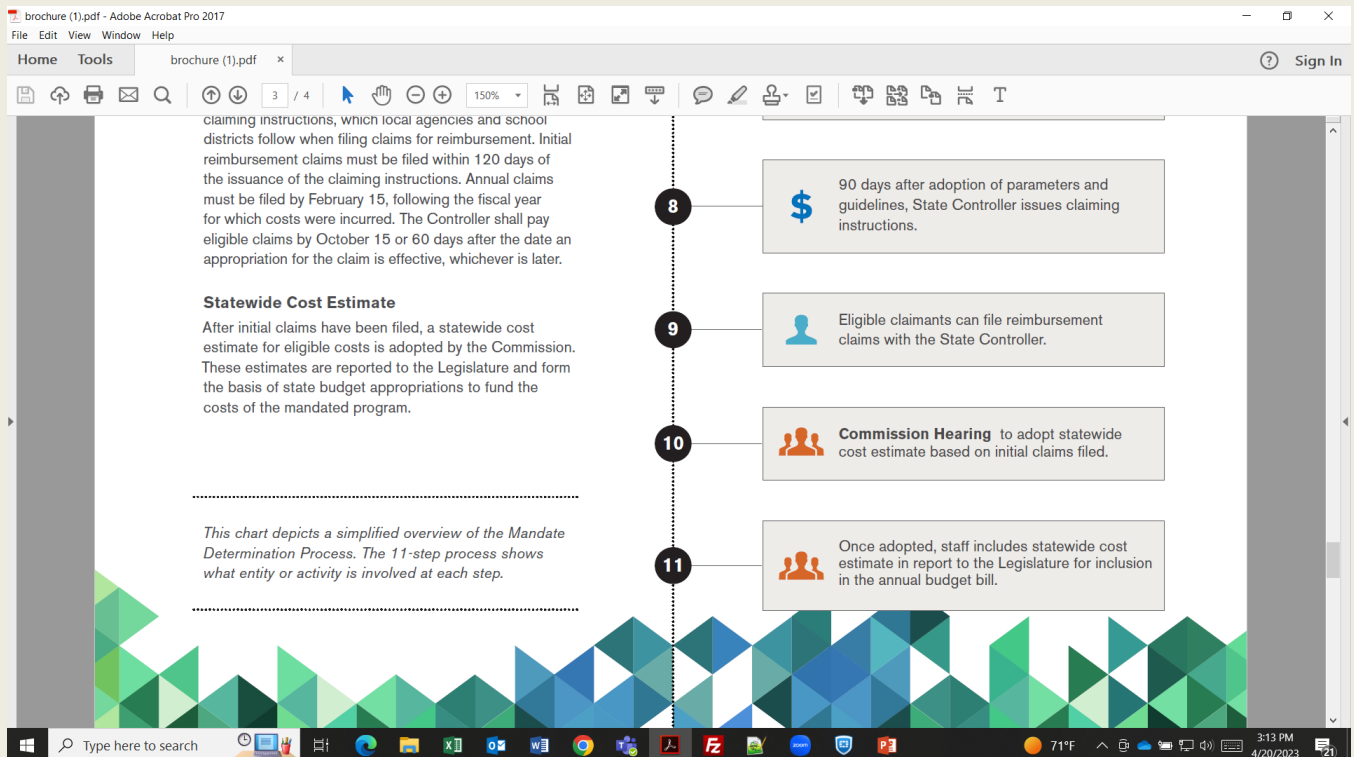 brochure (1).pdf - Adobe Acrobat Pro 2017
File Edit View Window Help
Home Tools brochure (1).pdf × Sign In
3 / 4 150%
claiming instructions, which local agencies and school
districts follow when filing claims for reimbursement. Initial
reimbursement claims must be filed within 120 days of
the issuance of the claiming instructions. Annual claims
must be filed by February 15, following the fiscal year
for which costs were incurred. The Controller shall pay
eligible claims by October 15 or 60 days after the date an
appropriation for the claim is effective, whichever is later.
Statewide Cost Estimate
After initial claims have been filed, a statewide cost
estimate for eligible costs is adopted by the Commission.
These estimates are reported to the Legislature and form
the basis of state budget appropriations to fund the
costs of the mandated program.
This chart depicts a simplified overview of the Mandate
Determination Process. The 11-step process shows
what entity or activity is involved at each step.
8
$
90 days after adoption of parameters and
guidelines, State Controller issues claiming
instructions.
9
Eligible claimants can file reimbursement
claims with the State Controller.
10
Commission Hearing to adopt statewide
cost estimate based on initial claims filed.
11
Once adopted, staff includes statewide cost
estimate in report to the Legislature for inclusion
in the annual budget bill.
Type here to search
zoom
71°F
3:13 PM
4/20/2023
21